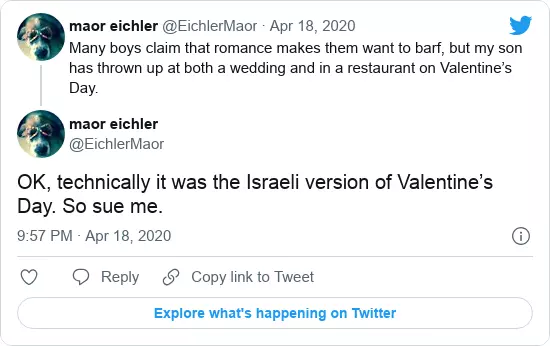 maor eichler @EichlerMaor · Apr 18, 2020
Many boys claim that romance makes them want to barf, but my son
has thrown up at both a wedding and in a restaurant on Valentine’s
Day.
maor eichler
@EichlerMaor
OK, technically it was the Israeli version of Valentine’s
Day. So sue me.
9:57 PM · Apr 18, 2020
Reply Copy link to Tweet
Explore what's happening on Twitter